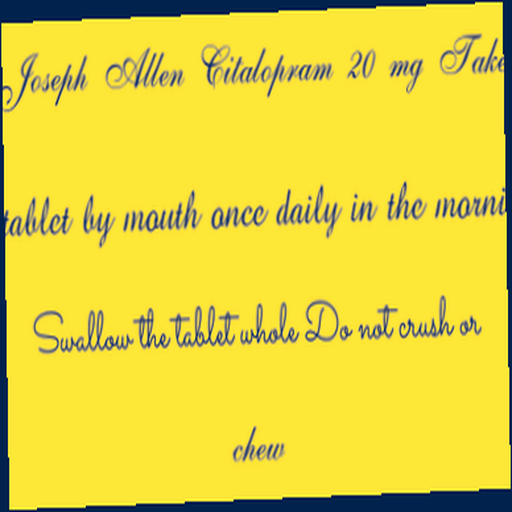 Joseph Allen Citalopram 20 mg Take
tablet by mouth once daily in the morni
Swallow the tablet whole Do not crush or
chew